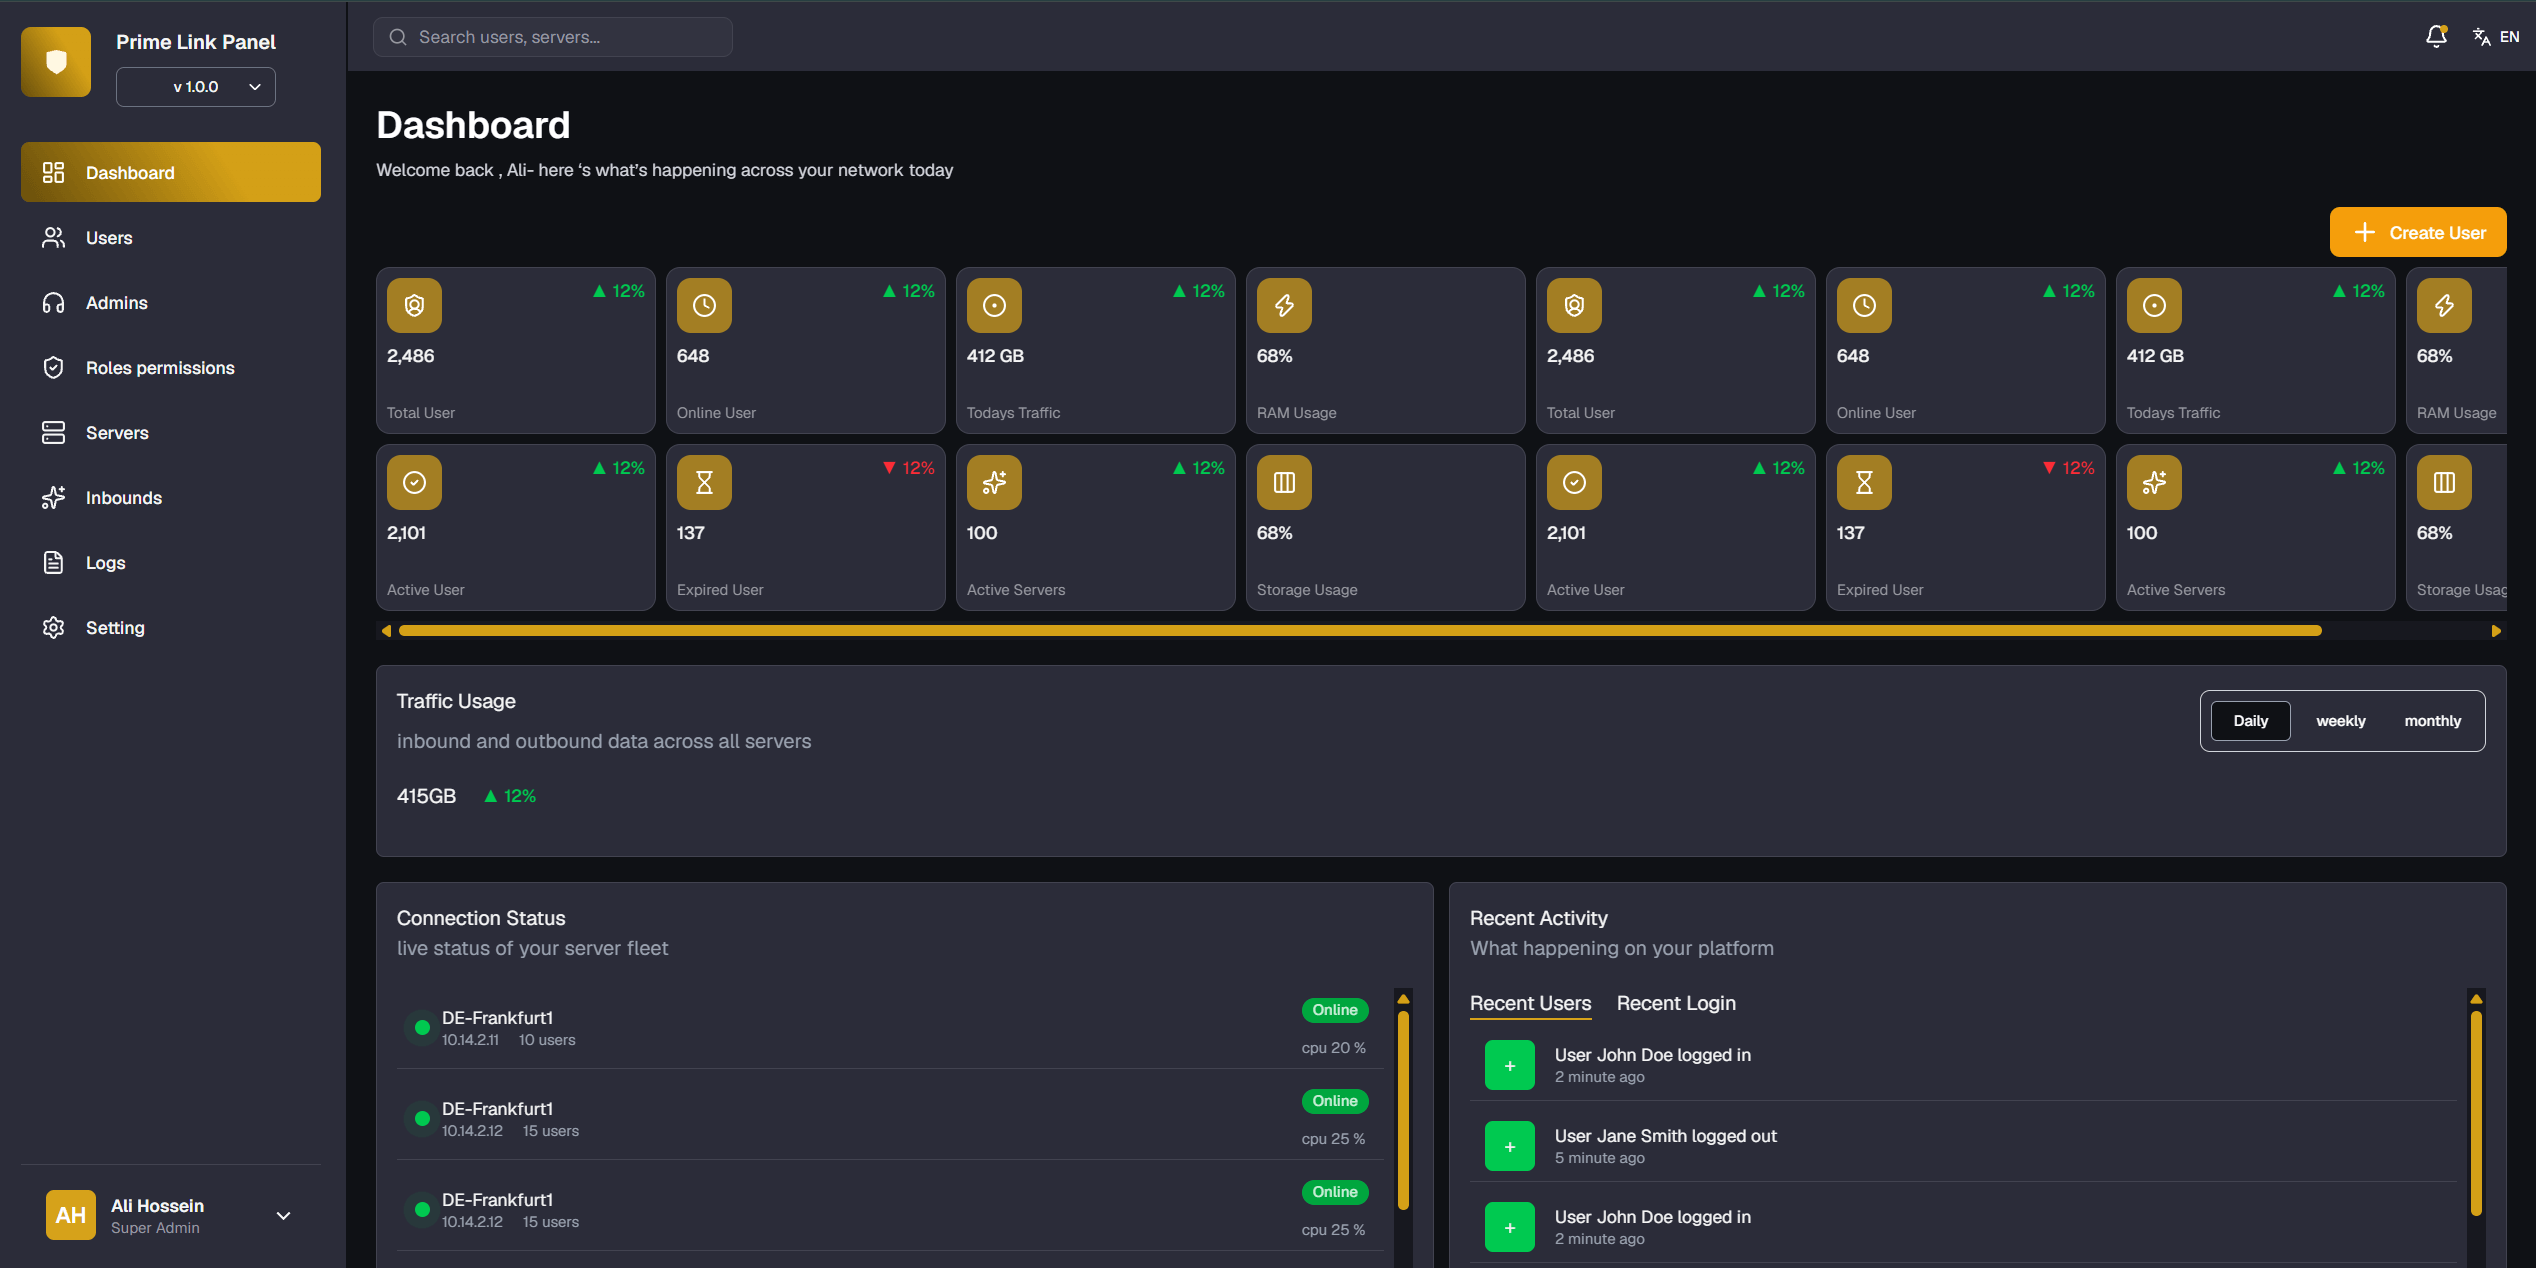 Prime Link Panel
v 1.0.0
Dashboard
Users
Admins
Roles permissions
Servers
Inbounds
Logs
Setting
AH
Ali Hossein
Super Admin
Search users, servers...
EN
Dashboard
Welcome back , Ali- here ‘s what’s happening across your network today
Create User
▲ 12%
2,486
Total User
▲ 12%
648
Online User
▲ 12%
412 GB
Todays Traffic
68%
RAM Usage
▲ 12%
2,486
Total User
▲ 12%
648
Online User
▲ 12%
412 GB
Todays Traffic
68%
RAM Usage
▲ 12%
2,101
Active User
▼ 12%
137
Expired User
▲ 12%
100
Active Servers
68%
Storage Usage
▲ 12%
2,101
Active User
▼ 12%
137
Expired User
▲ 12%
100
Active Servers
68%
Storage Usag
Traffic Usage
inbound and outbound data across all servers
415GB ▲ 12%
Daily weekly monthly
Connection Status
live status of your server fleet
DE-Frankfurt1
10.14.2.11 10 users
Online
cpu 20 %
DE-Frankfurt1
10.14.2.12 15 users
Online
cpu 25 %
DE-Frankfurt1
10.14.2.12 15 users
Online
cpu 25 %
Recent Activity
What happening on your platform
Recent Users Recent Login
+
User John Doe logged in
2 minute ago
+
User Jane Smith logged out
5 minute ago
+
User John Doe logged in
2 minute ago